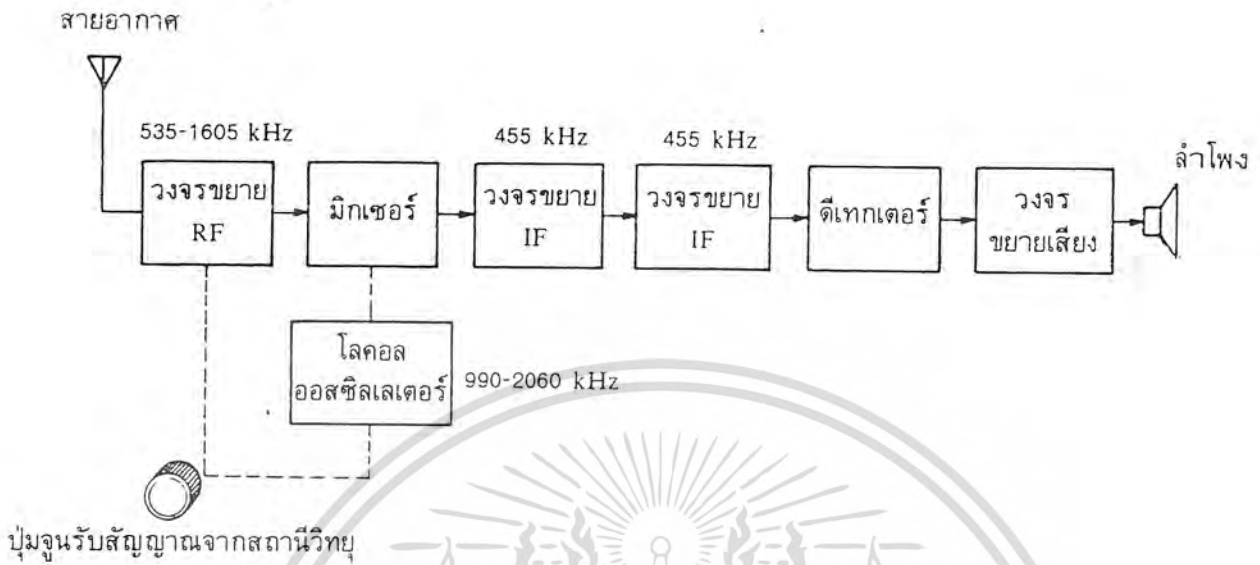 สายอากาศ
535-1605 kHz
455 kHz
455 kHz
ลำโพง
วงจรขยาย
RF
มิกเซอร์
วงจรขยาย
IF
วงจรขยาย
IF
ดีเทกเตอร์
วงจร
ขยายเสียง
โลคอล
ออสซิลเลเตอร์
990-2060 kHz
ปุ่มจูนรับสัญญาณจากสถานีวิทยุ